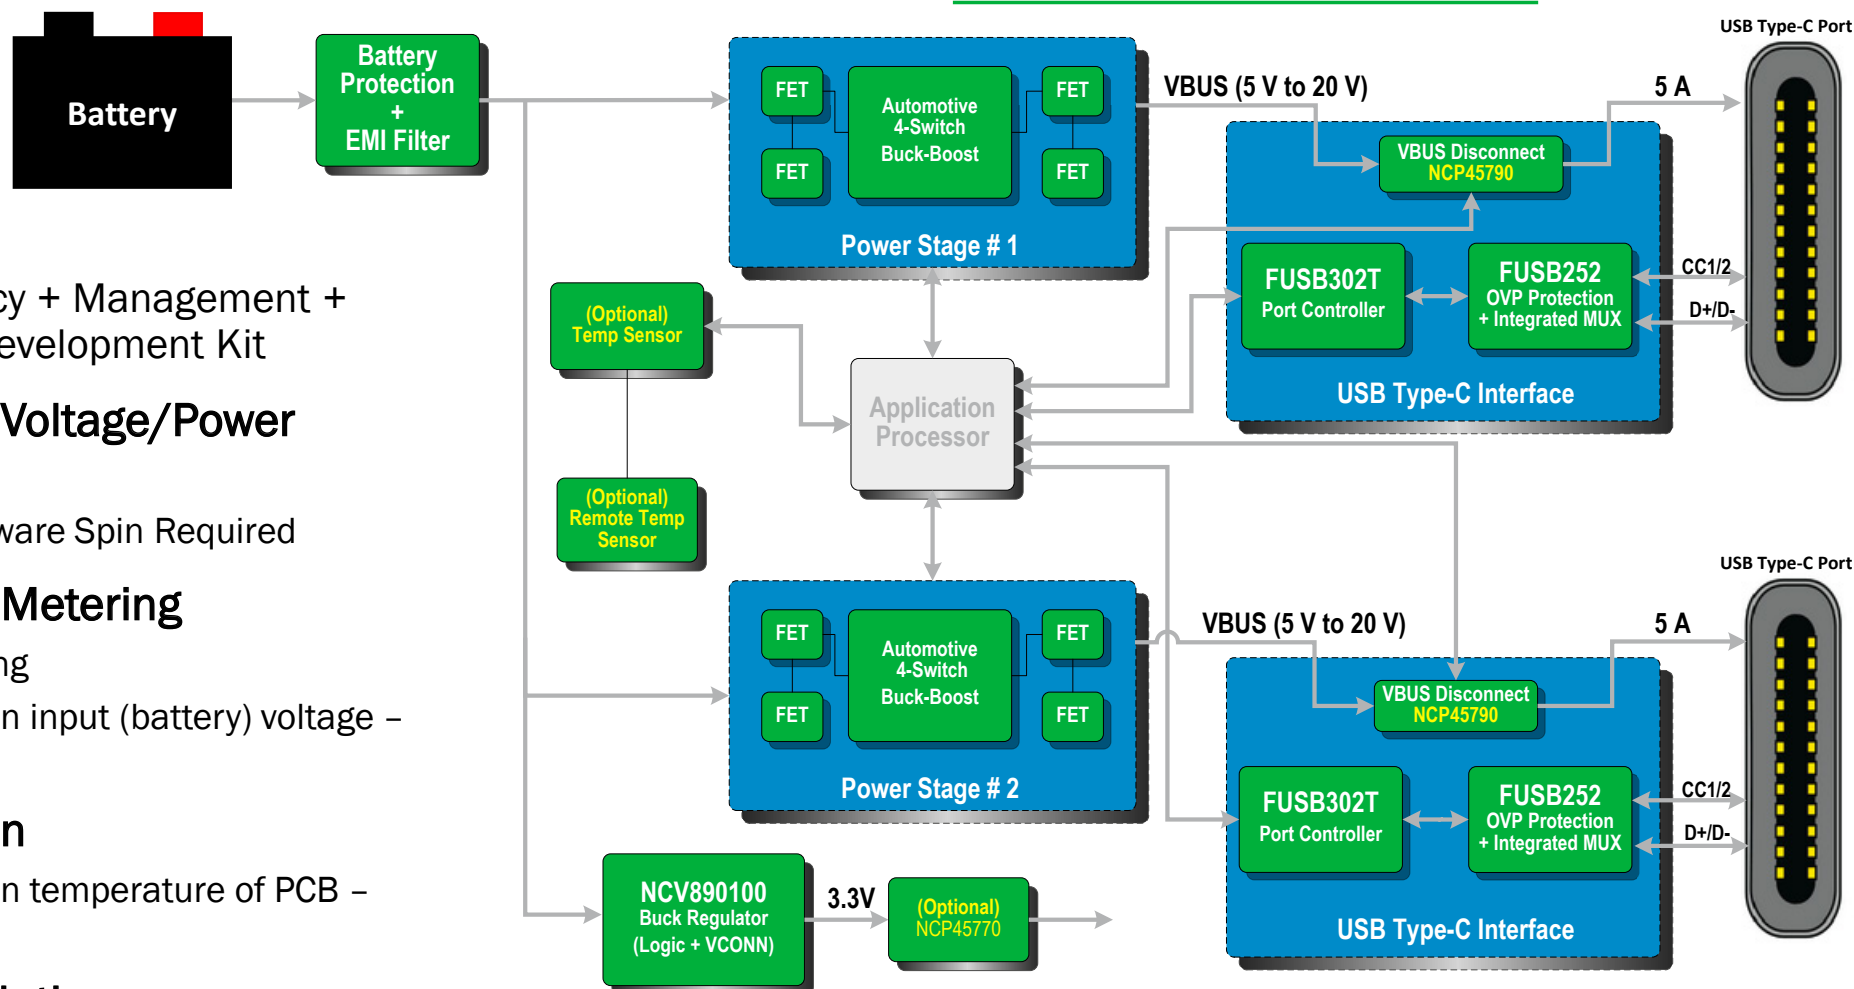 cy + Management +
evelopment Kit
Voltage/Power
ware Spin Required
Metering
ng
n input (battery) voltage –
n
n temperature of PCB –
Battery
Battery
Protection
+
EMI Filter
FET
FET
Automotive
4-Switch
Buck-Boost
FET
FET
Power Stage # 1
VBUS (5 V to 20 V)
5 A
USB Type-C Port
VBUS Disconnect
NCP45790
FUSB302T
Port Controller
FUSB252
OVP Protection
+ Integrated MUX
CC1/2
D+/D-
USB Type-C Interface
(Optional)
Temp Sensor
(Optional)
Remote Temp
Sensor
Application
Processor
FET
FET
Automotive
4-Switch
Buck-Boost
FET
FET
Power Stage # 2
VBUS (5 V to 20 V)
5 A
USB Type-C Port
VBUS Disconnect
NCP45790
FUSB302T
Port Controller
FUSB252
OVP Protection
+ Integrated MUX
CC1/2
D+/D-
USB Type-C Interface
NCV890100
Buck Regulator
(Logic + VCONN)
3.3V
(Optional)
NCP45770